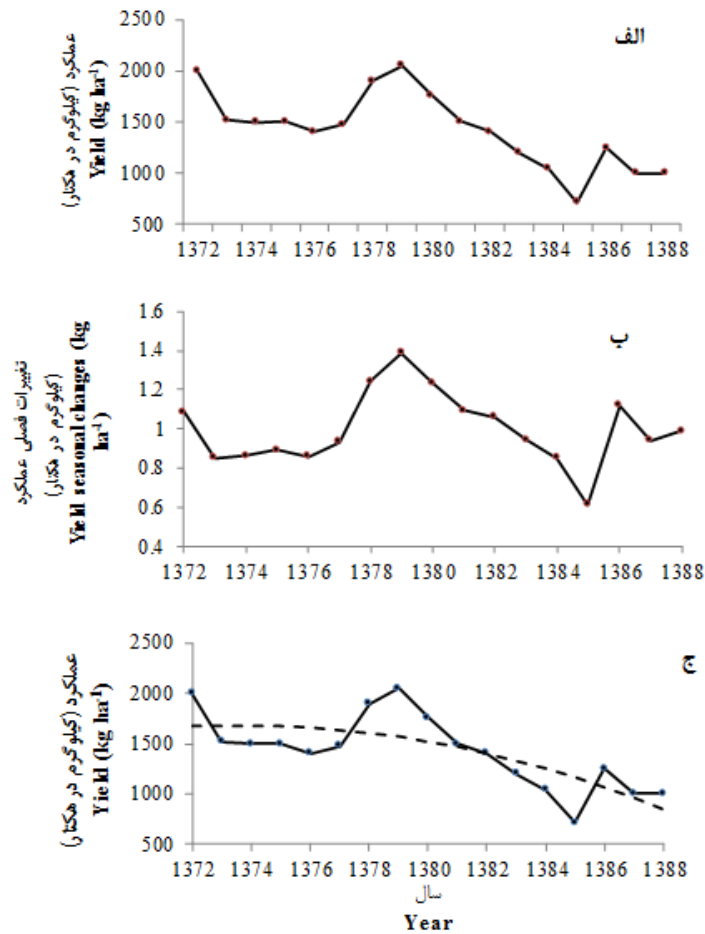 الف
عملکرد (کیلوگرم در هکتار)
Yield (kg ha-1)
2500
2000
1500
1000
500
1372 1374 1376 1378 1380 1382 1384 1386 1388
ب
تغییرات فصلی عملکرد
(کیلوگرم در هکتار)
Yield seasonal changes (kg
ha-1)
1.6
1.4
1.2
1
0.8
0.6
0.4
1372 1374 1376 1378 1380 1382 1384 1386 1388
ج
عملکرد (کیلوگرم در هکتار)
Yield (kg ha-1)
2500
2000
1500
1000
500
1372 1374 1376 1378 1380 1382 1384 1386 1388
سال
Year